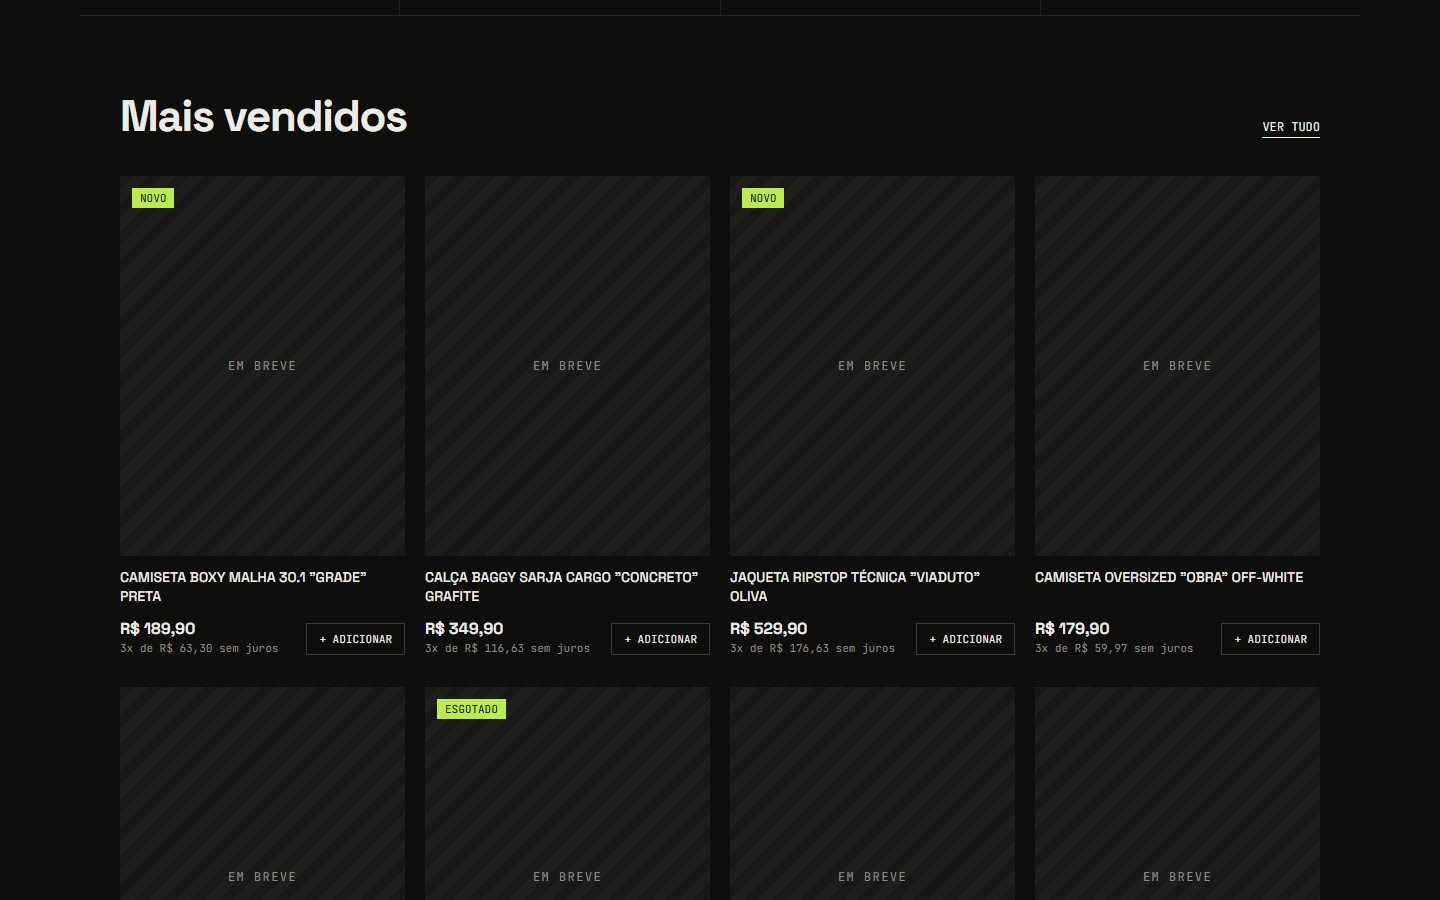 Mais vendidos
VER TUDO
NOVO
NOVO
EM BREVE
EM BREVE
EM BREVE
EM BREVE
CAMISETA BOXY MALHA 30.1 ”GRADE”
PRETA
R$ 189,90
3x de R$ 63,30 sem juros
+ ADICIONAR
CALÇA BAGGY SARJA CARGO ”CONCRETO”
GRAFITE
R$ 349,90
3x de R$ 116,63 sem juros
+ ADICIONAR
JAQUETA RIPSTOP TÉCNICA ”VIADUTO”
OLIVA
R$ 529,90
3x de R$ 176,63 sem juros
+ ADICIONAR
CAMISETA OVERSIZED ”OBRA” OFF-WHITE
R$ 179,90
3x de R$ 59,97 sem juros
+ ADICIONAR
ESGOTADO
EM BREVE
EM BREVE
EM BREVE
EM BREVE